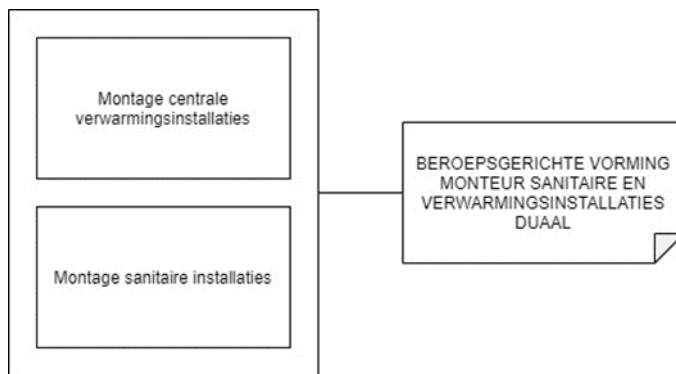 Montage centrale
verwarmingsinstallaties
Montage sanitaire installaties
BEROEPSGERICHTE VORMING
MONTEUR SANITAIRE EN
VERWARMINGSINSTALLATIES
DUAAL